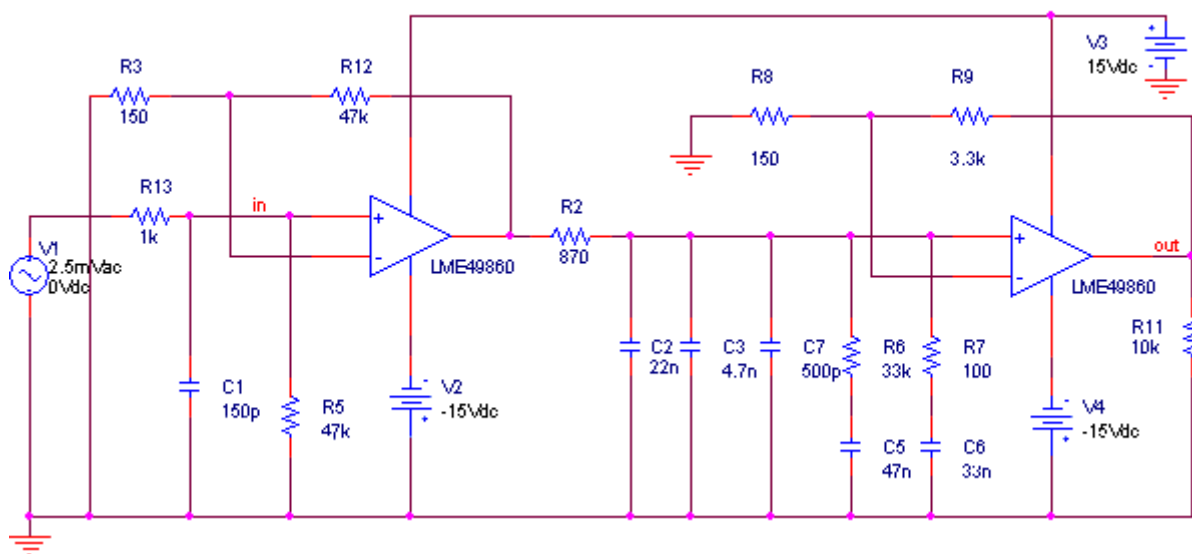 R3
150
R12
47k
R8
150
R9
3.3k
V3
15Vdc
R13
1k
in
V1
2.5mVac
0Vdc
+
-
LME49860
R2
870
+
-
LME49860
out
C1
150p
R5
47k
V2
-15Vdc
C2
22n
C3
4.7n
C7
500p
R6
33k
R7
100
C5
47n
C6
33n
V4
-15Vdc
R11
10k